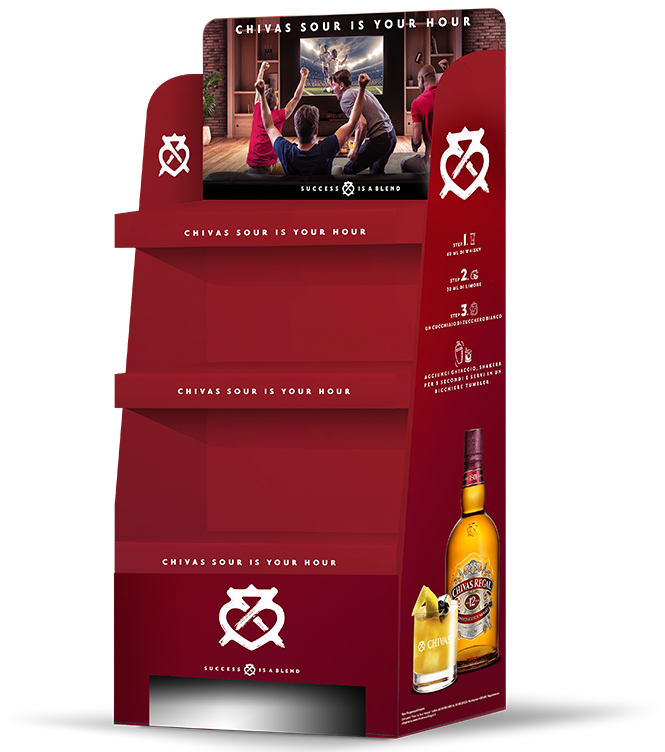 CHIVAS SOUR IS YOUR HOUR
SUCCESS IS A BLEND
CHIVAS SOUR IS YOUR HOUR
STEP 1.
60 ML DI WHISKY
STEP 2.
30 ML DI LIMONE
STEP 3.
UN CUCCHIAIO DI ZUCCHERO BIANCO
AGGIUNGI GHIACCIO, SHAKERA
PER 9 SECONDI E SERVI IN UN
BICCHIERE TUMBLER.
CHIVAS SOUR IS YOUR HOUR
CHIVAS SOUR IS YOUR HOUR
CHIVAS REGAL
12
CHIVAS
SUCCESS IS A BLEND